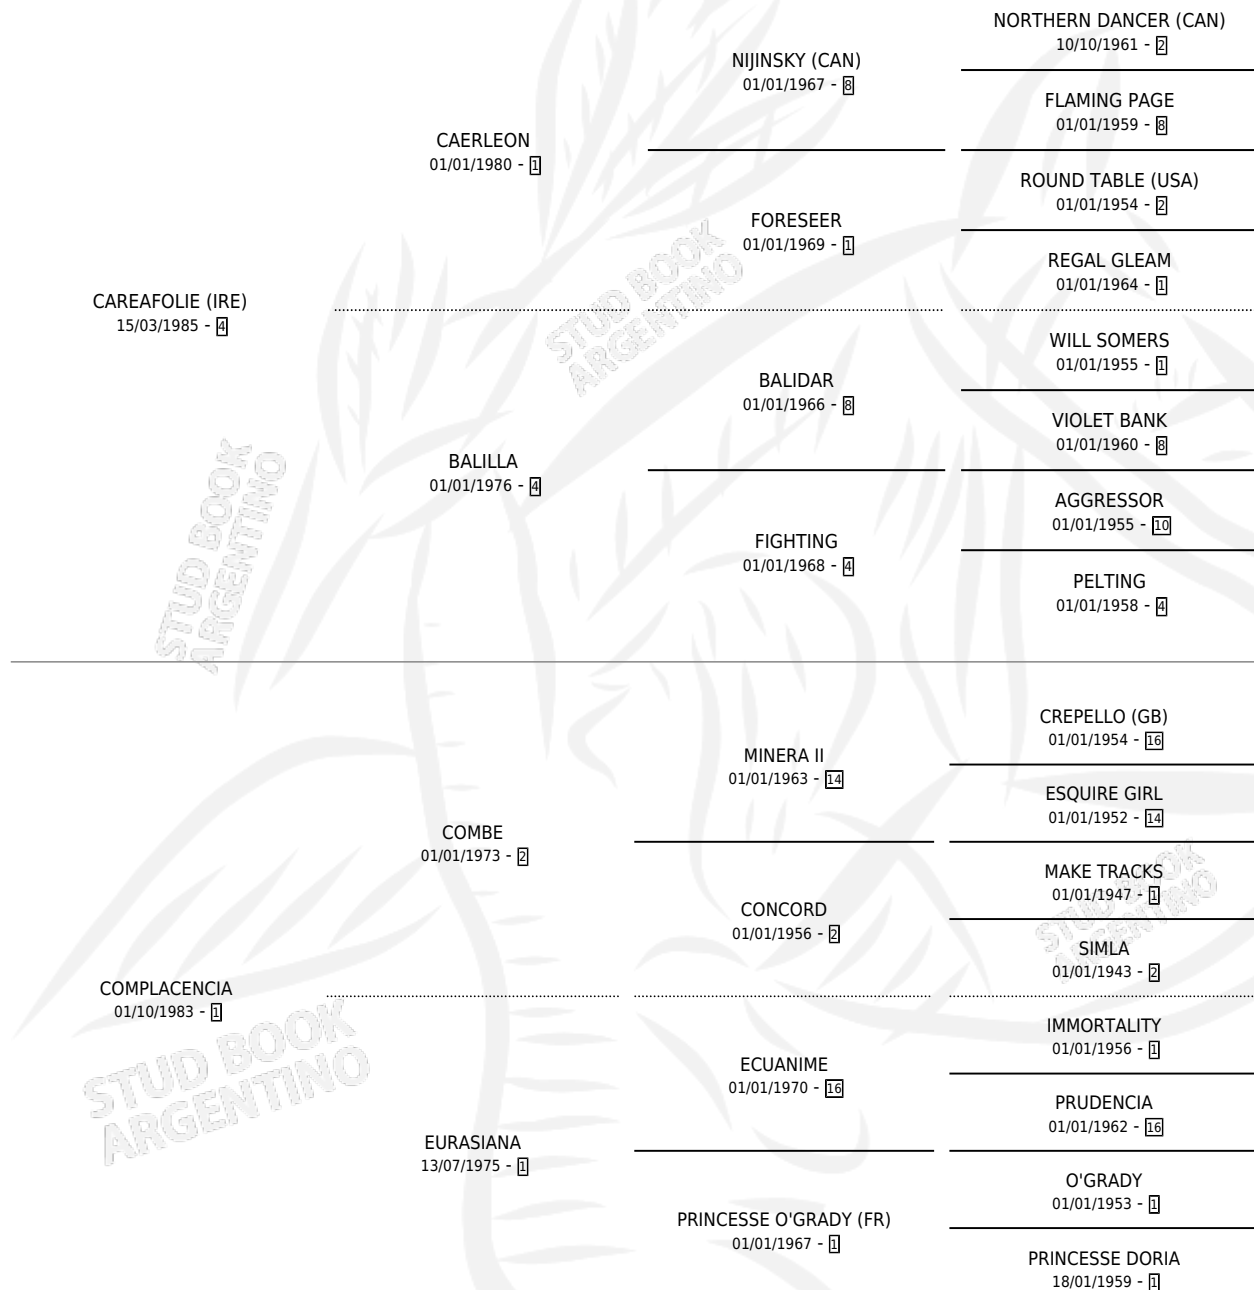 NORTHERN DANCER (CAN)
10/10/1961 - 2
NIJINSKY (CAN)
01/01/1967 - 8
FLAMING PAGE
01/01/1959 - 8
CAERLEON
01/01/1980 - 1
ROUND TABLE (USA)
01/01/1954 - 2
FORESEER
01/01/1969 - 1
REGAL GLEAM
01/01/1964 - 1
CAREAFOLIE (IRE)
15/03/1985 - 4
WILL SOMERS
01/01/1955 - 1
BALIDAR
01/01/1966 - 8
VIOLET BANK
01/01/1960 - 8
BALILLA
01/01/1976 - 4
AGGRESSOR
01/01/1955 - 10
FIGHTING
01/01/1968 - 4
PELTING
01/01/1958 - 4
CREPELLO (GB)
01/01/1954 - 16
MINERA II
01/01/1963 - 14
ESQUIRE GIRL
01/01/1952 - 14
COMBE
01/01/1973 - 2
MAKE TRACKS
01/01/1947 - 1
CONCORD
01/01/1956 - 2
SIMLA
01/01/1943 - 2
COMPLACENCIA
01/10/1983 - 1
IMMORTALITY
01/01/1956 - 1
ECUANIME
01/01/1970 - 16
PRUDENCIA
01/01/1962 - 16
EURASIANA
13/07/1975 - 1
O'GRADY
01/01/1953 - 1
PRINCESSE O'GRADY (FR)
01/01/1967 - 1
PRINCESSE DORIA
18/01/1959 - 1
STUD BOOK
ARGENTINO
STUD BOOK
ARGENTINO
STUD BOOK
ARGENTINO
STUD BOOK
ARGENTINO